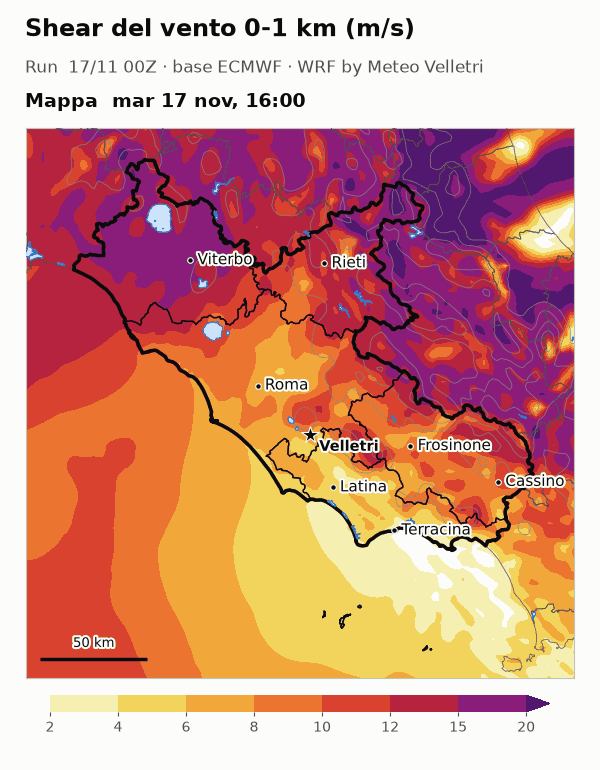 Shear del vento 0-1 km (m/s)
Run 17/11 00Z · base ECMWF · WRF by Meteo Velletri
Mappa mar 17 nov, 16:00
Viterbo
Rieti
Roma
Velletri
Frosinone
Latina
Cassino
Terracina
50 km
2 4 6 8 10 12 15 20